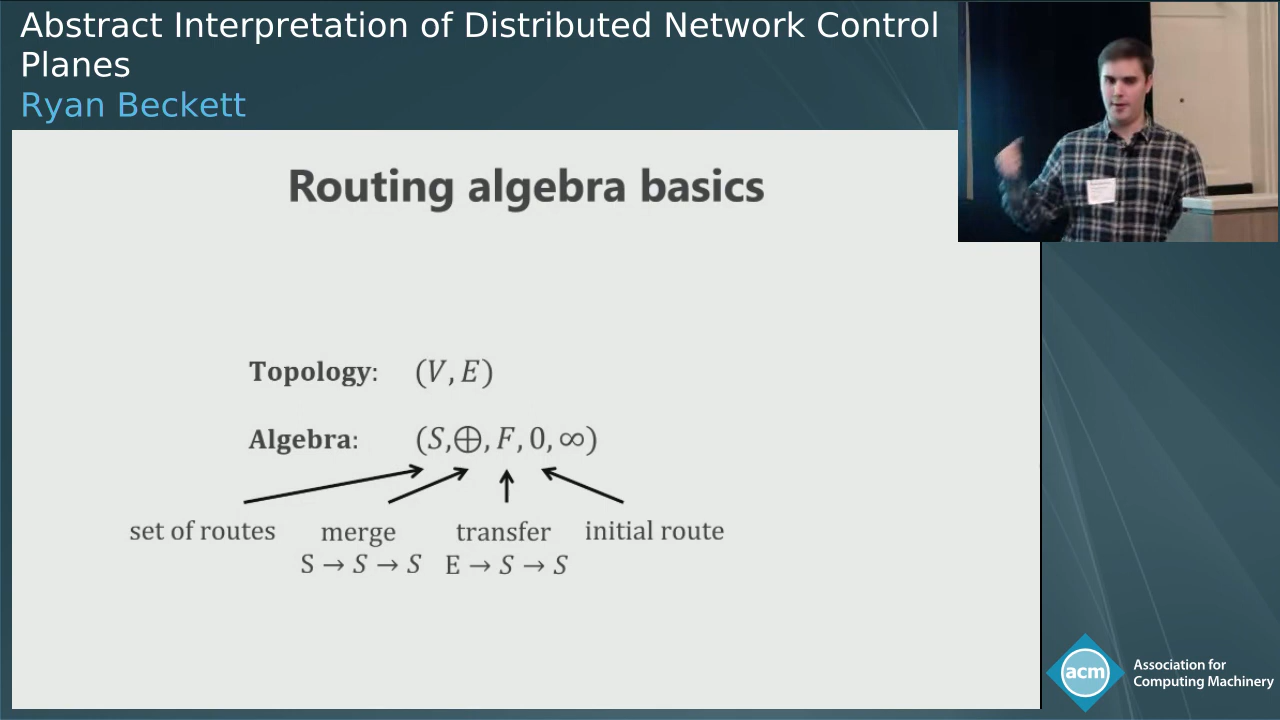 Abstract Interpretation of Distributed Network Control
Planes
Ryan Beckett
Routing algebra basics
Topology: (V, E)
Algebra: (S,⊕, F, 0, ∞)
set of routes merge transfer initial route
S → S → S E → S → S
acm
Association for
Computing Machinery